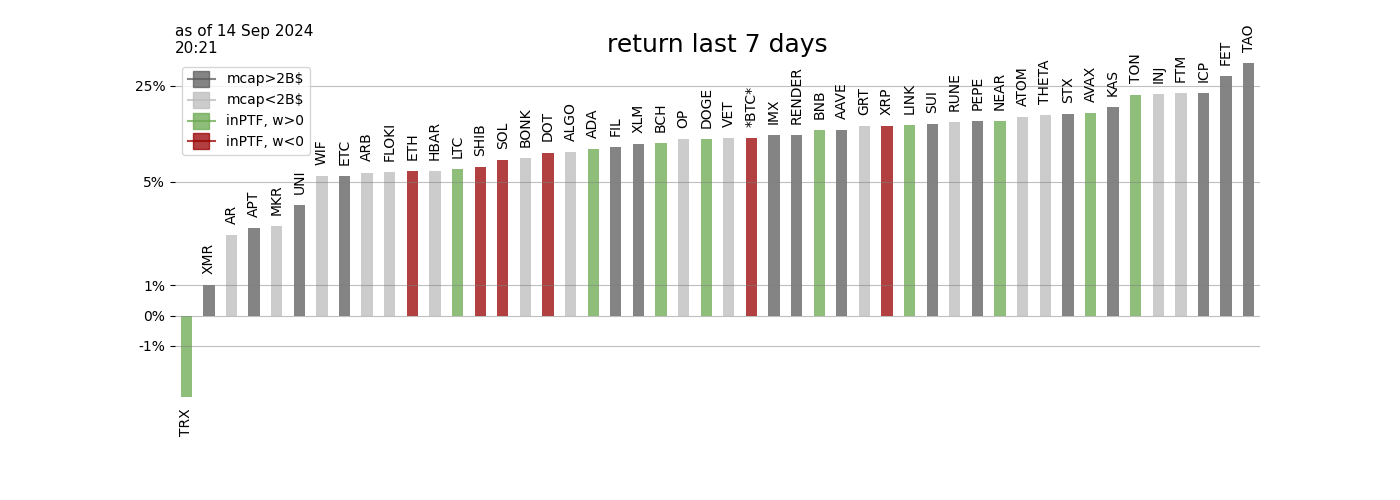 as of 14 Sep 2024
20:21
return last 7 days
mcap>2B$
mcap<2B$
inPTF, w>0
inPTF, w<0
25%
5%
1%
0%
-1%
TRX
XMR
AR
APT
MKR
UNI
WIF
ETC
ARB
FLOKI
ETH
HBAR
LTC
SHIB
SOL
BONK
DOT
ALGO
ADA
FIL
XLM
BCH
OP
DOGE
VET
*BTC*
IMX
RENDER
BNB
AAVE
GRT
XRP
LINK
SUI
RUNE
PEPE
NEAR
ATOM
THETA
STX
AVAX
KAS
TON
INJ
FTM
ICP
FET
TAO